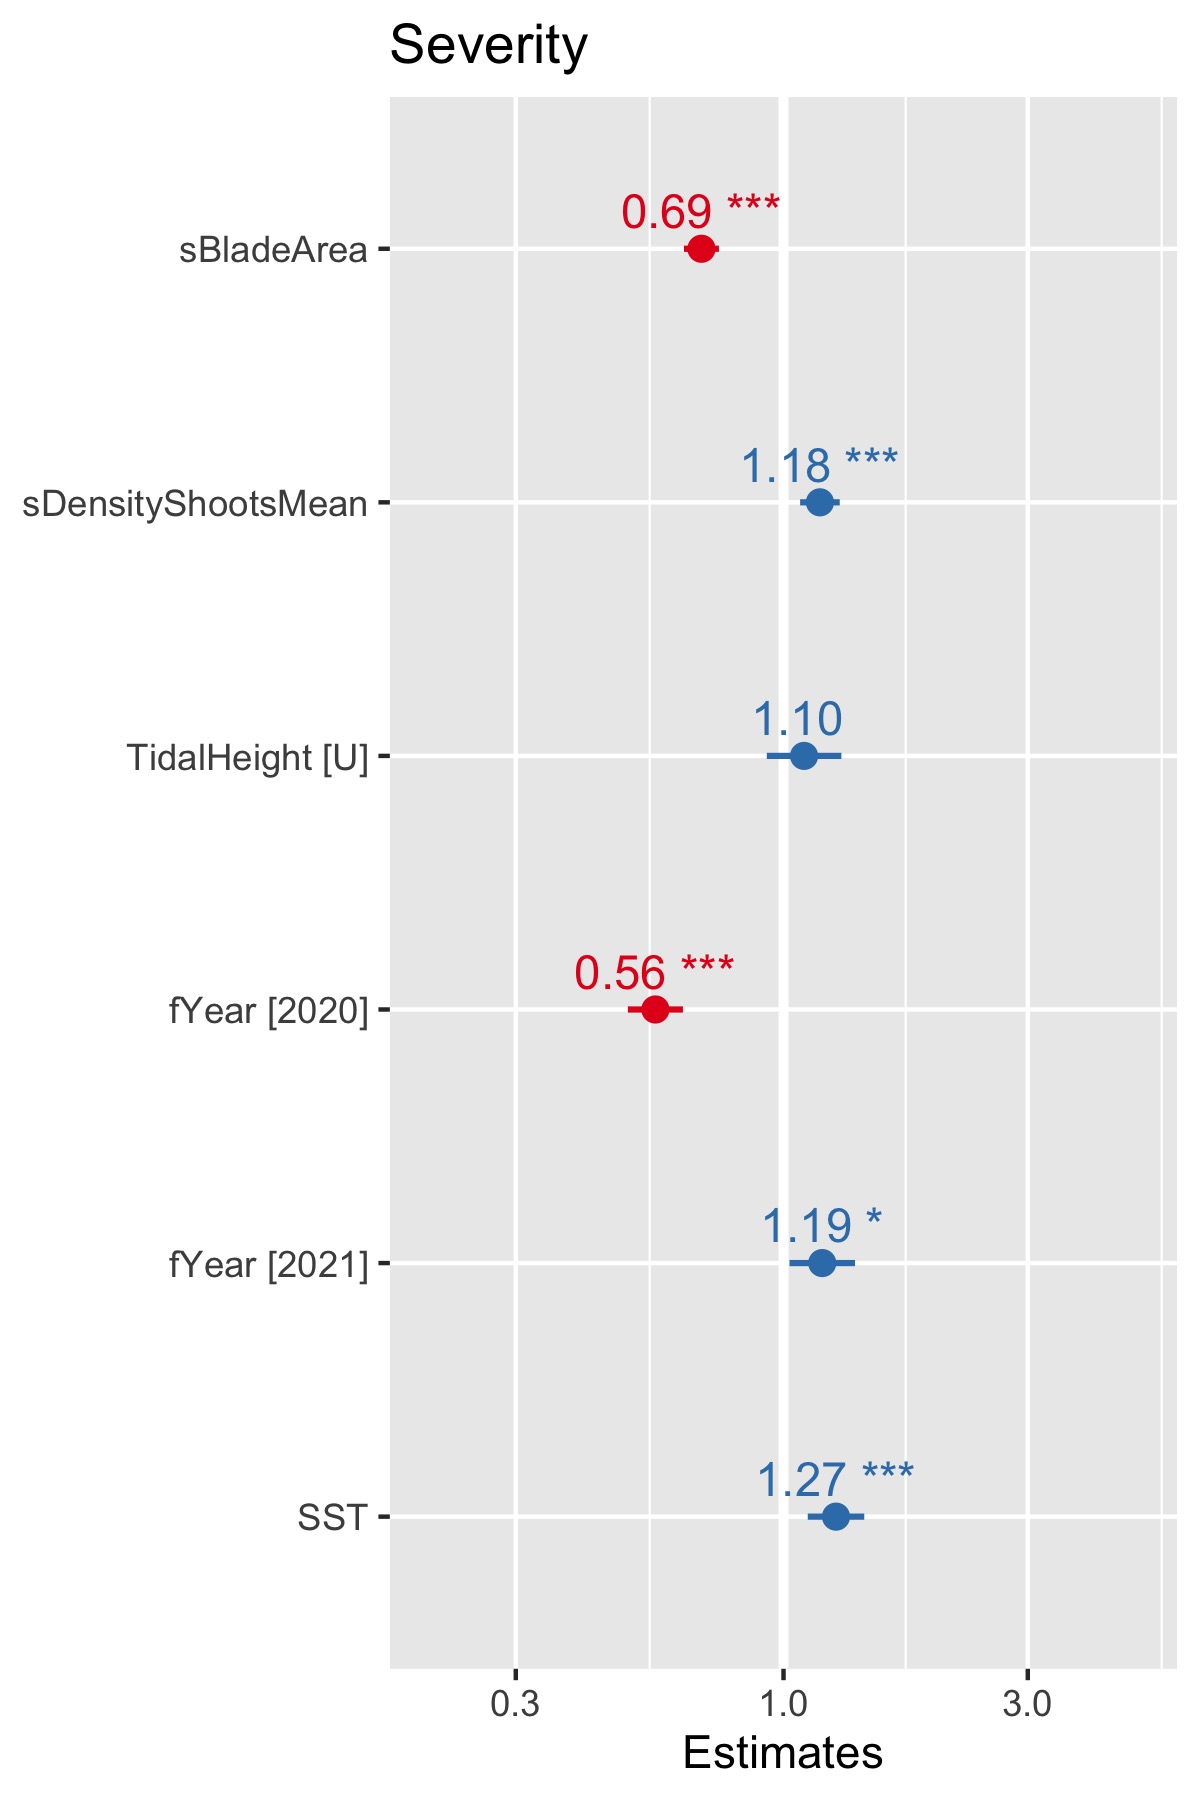 Severity
sBladeArea
0.69 ***
sDensityShootsMean
1.18 ***
TidalHeight [U]
1.10
fYear [2020]
0.56 ***
fYear [2021]
1.19 *
SST
1.27 ***
0.3 1.0 3.0
Estimates